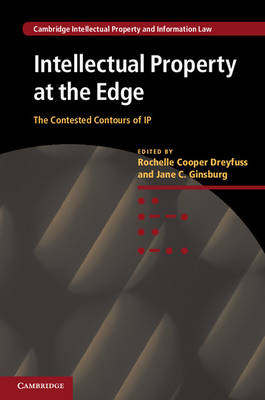 Cambridge Intellectual Property and Information Law
Intellectual Property
at the Edge
The Contested Contours of IP
EDITED BY
Rochelle Cooper Dreyfuss
and Jane C. Ginsburg
CAMBRIDGE